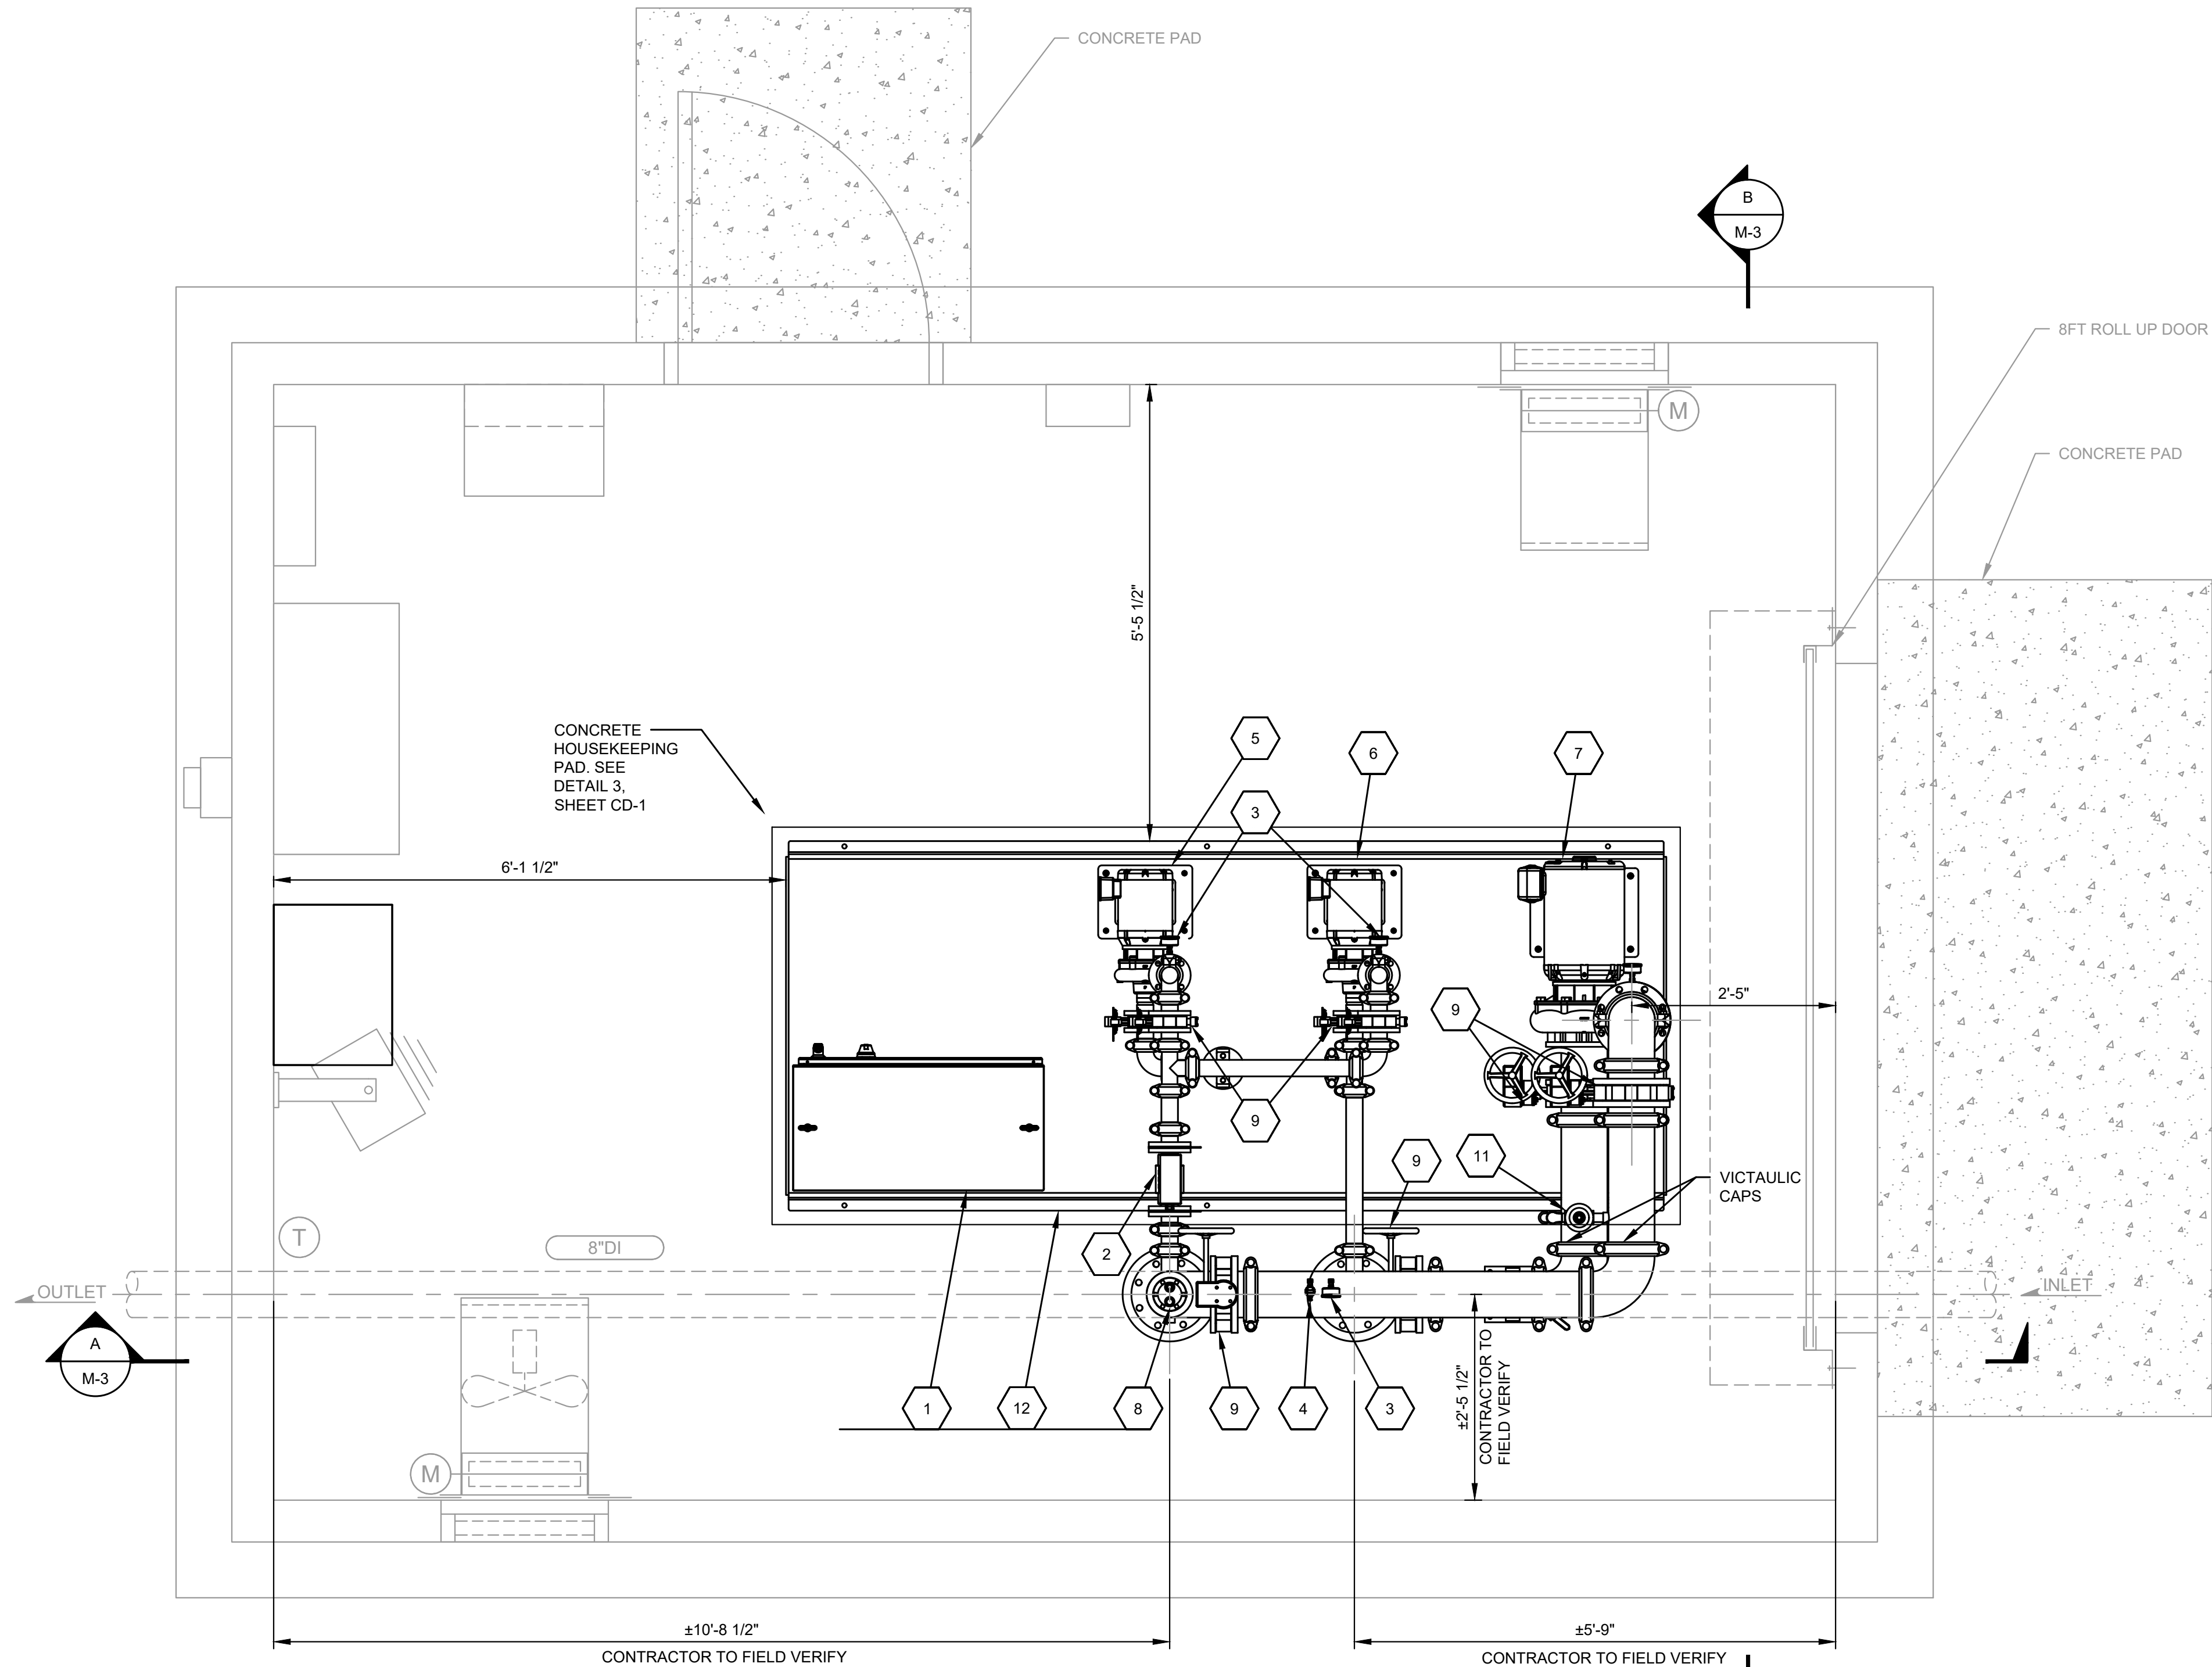 CONCRETE PAD
B
M-3
8FT ROLL UP DOOR
M
CONCRETE PAD
5'-5 1/2"
CONCRETE
HOUSEKEEPING
PAD. SEE
DETAIL 3,
SHEET CD-1
5
6
7
3
6'-1 1/2"
2'-5"
9
9
9
11
VICTAULIC
CAPS
T
8"DI
2
OUTLET
INLET
A
M-3
1
12
8
9
4
3
±2'-5 1/2"
CONTRACTOR TO
FIELD VERIFY
M
±10'-8 1/2"
CONTRACTOR TO FIELD VERIFY
±5'-9"
CONTRACTOR TO FIELD VERIFY